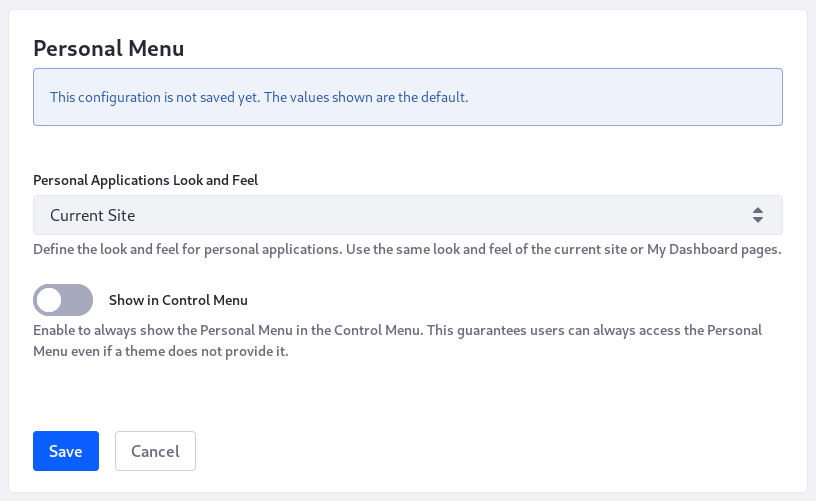 Personal Menu
This configuration is not saved yet. The values shown are the default.
Personal Applications Look and Feel
Current Site
Define the look and feel for personal applications. Use the same look and feel of the current site or My Dashboard pages.
Show in Control Menu
Enable to always show the Personal Menu in the Control Menu. This guarantees users can always access the Personal
Menu even if a theme does not provide it.
Save
Cancel